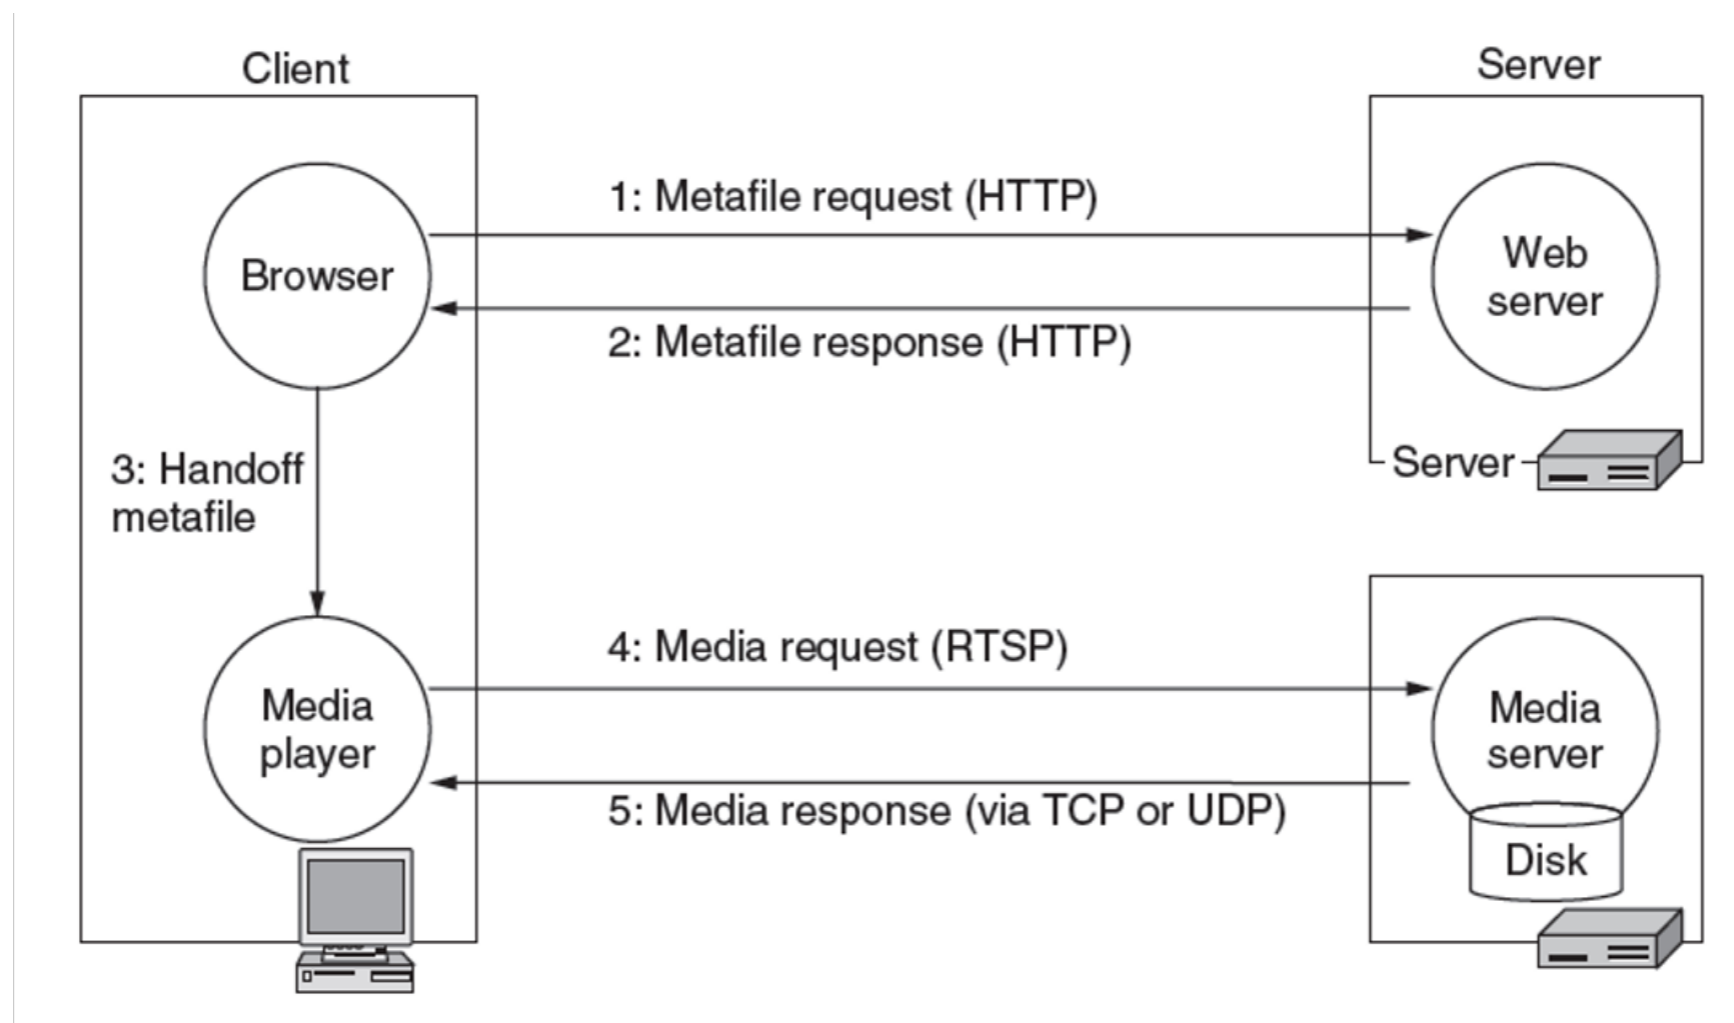 Client
Server
1: Metafile request (HTTP)
Browser
Web
server
2: Metafile response (HTTP)
3: Handoff
metafile
Server
4: Media request (RTSP)
Media
player
Media
server
5: Media response (via TCP or UDP)
Disk